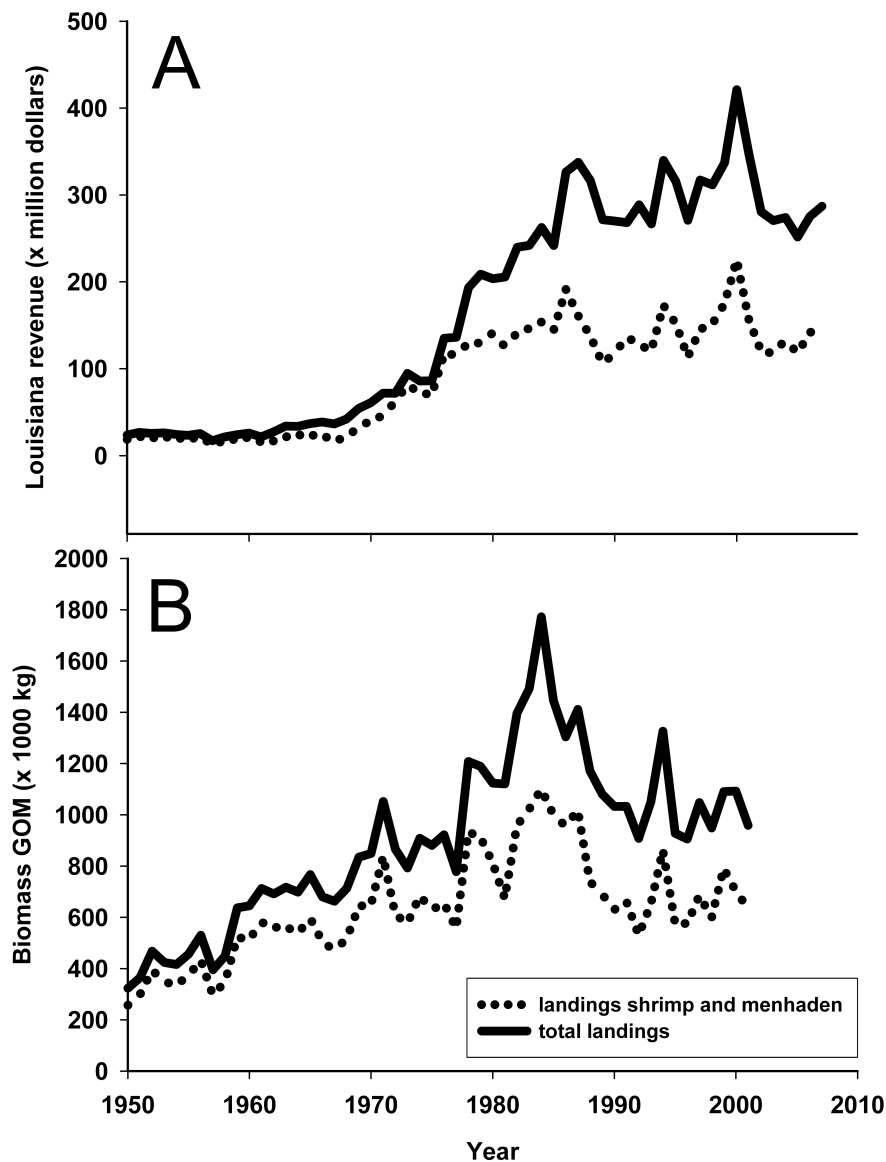 A
Louisiana revenue (x million dollars)
500
400
300
200
100
0
B
Biomass GOM (x 1000 kg)
2000
1800
1600
1400
1200
1000
800
600
400
200
0
landings shrimp and menhaden
total landings
1950 1960 1970 1980 1990 2000 2010
Year